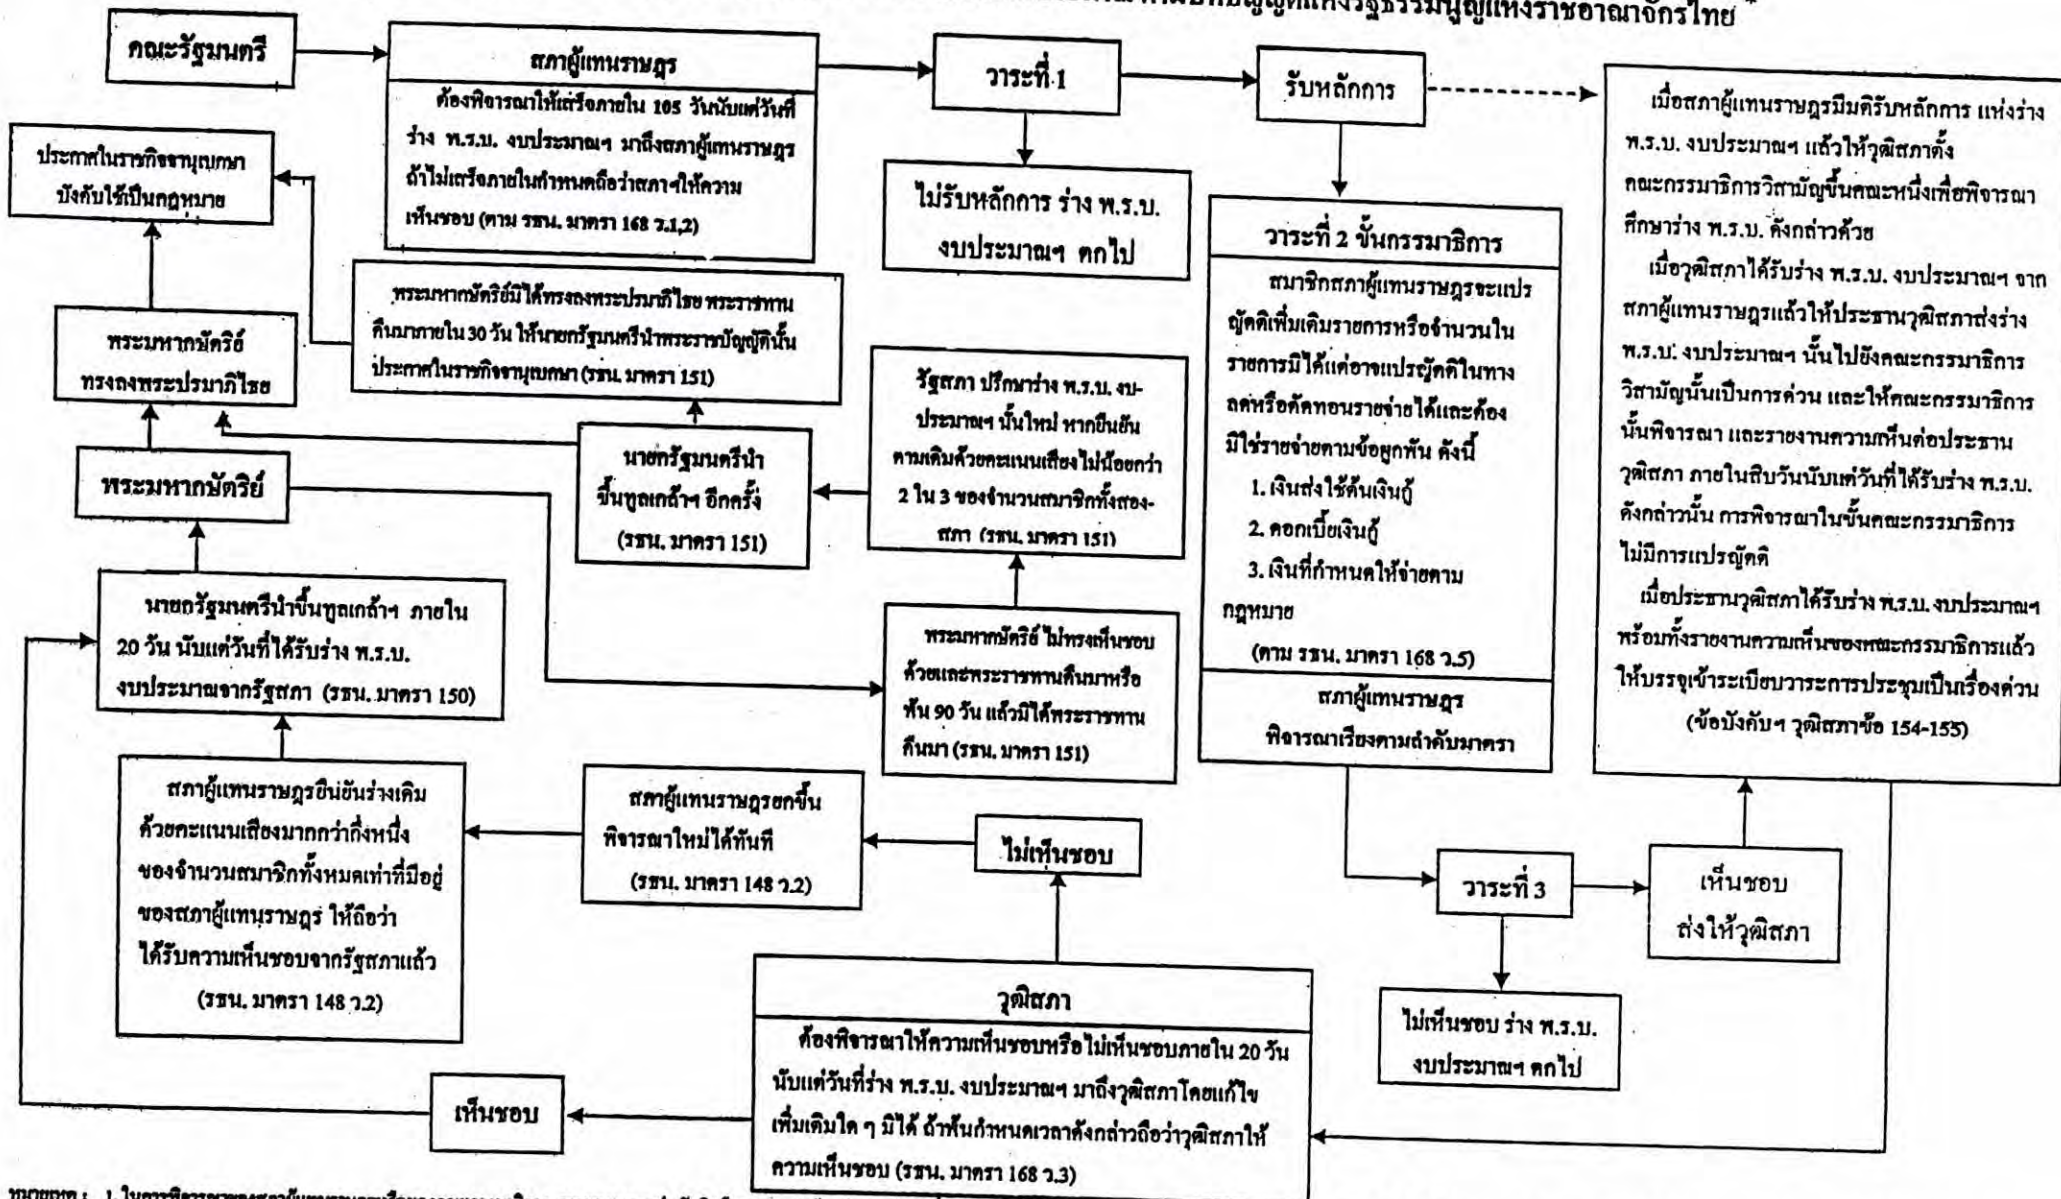 ตามบทบัญญัติแห่งรัฐธรรมนูญแห่งราชอาณาจักรไทย *
คณะรัฐมนตรี
สภาผู้แทนราษฎร
ต้องพิจารณาให้เสร็จภายใน 105 วันนับแต่วันที่
ร่าง พ.ร.บ. งบประมาณฯ มาถึงสภาผู้แทนราษฎร
ถ้าไม่เสร็จภายในกำหนดถือว่าสภาฯให้ความ
เห็นชอบ (ตาม รธน. มาตรา 168 ว.1,2)
วาระที่ 1
รับหลักการ
ไม่รับหลักการ ร่าง พ.ร.บ.
งบประมาณฯ ตกไป
เมื่อสภาผู้แทนราษฎรมีมติรับหลักการ แห่งร่าง
พ.ร.บ. งบประมาณฯ แล้วให้วุฒิสภาตั้ง
คณะกรรมาธิการวิสามัญขึ้นคณะหนึ่งเพื่อพิจารณา
ศึกษาร่าง พ.ร.บ. ดังกล่าวด้วย
เมื่อวุฒิสภาได้รับร่าง พ.ร.บ. งบประมาณฯ จาก
สภาผู้แทนราษฎรแล้วให้ประธานวุฒิสภาส่งร่าง
พ.ร.บ. งบประมาณฯ นั้นไปยังคณะกรรมาธิการ
วิสามัญนั้นเป็นการด่วน และให้คณะกรรมาธิการ
นั้นพิจารณา และรายงานความเห็นต่อประธาน
วุฒิสภา ภายในสิบวันนับแต่วันที่ได้รับร่าง พ.ร.บ.
ดังกล่าวนั้น การพิจารณาในขั้นคณะกรรมาธิการ
ไม่มีการแปรญัตติ
เมื่อประธานวุฒิสภาได้รับร่าง พ.ร.บ. งบประมาณฯ
พร้อมทั้งรายงานความเห็นของคณะกรรมาธิการแล้ว
ให้บรรจุเข้าระเบียบวาระการประชุมเป็นเรื่องด่วน
(ข้อบังคับฯ วุฒิสภาข้อ 154-155)
ประกาศในราชกิจจานุเบกษา
บังคับใช้เป็นกฎหมาย
พระมหากษัตริย์มิได้ทรงลงพระปรมาภิไธย พระราชทาน
คืนมาภายใน 30 วัน ให้นายกรัฐมนตรีนำพระราชบัญญัตินั้น
ประกาศในราชกิจจานุเบกษา (รธน. มาตรา 151)
พระมหากษัตริย์
ทรงลงพระปรมาภิไธย
นายกรัฐมนตรีนำ
ขึ้นทูลเกล้าฯ อีกครั้ง
(รธน. มาตรา 151)
รัฐสภา ปรึกษาร่าง พ.ร.บ. งบ-
ประมาณฯ นั้นใหม่ หากยืนยัน
ตามเดิมด้วยคะแนนเสียงไม่น้อยกว่า
2 ใน 3 ของจำนวนสมาชิกทั้งสอง-
สภา (รธน. มาตรา 151)
วาระที่ 2 ขั้นกรรมาธิการ
สมาชิกสภาผู้แทนราษฎรจะแปร
ญัตติเพิ่มเติมรายการหรือจำนวนใน
รายการมิได้แต่อาจแปรญัตติในทาง
ลดหรือตัดทอนรายจ่ายได้และต้อง
มิใช่รายจ่ายตามข้อผูกพัน ดังนี้
1. เงินส่งใช้ต้นเงินกู้
2. ดอกเบี้ยเงินกู้
3. เงินที่กำหนดให้จ่ายตาม
กฎหมาย
(ตาม รธน. มาตรา 168 ว.5)
สภาผู้แทนราษฎร
พิจารณาเรียงตามลำดับมาตรา
พระมหากษัตริย์
นายกรัฐมนตรีนำขึ้นทูลเกล้าฯ ภายใน
20 วัน นับแต่วันที่ได้รับร่าง พ.ร.บ.
งบประมาณจากรัฐสภา (รธน. มาตรา 150)
พระมหากษัตริย์ ไม่ทรงเห็นชอบ
ด้วยและพระราชทานคืนมาหรือ
พ้น 90 วัน แล้วมิได้พระราชทาน
คืนมา (รธน. มาตรา 151)
สภาผู้แทนราษฎรยืนยันร่างเดิม
ด้วยคะแนนเสียงมากกว่ากึ่งหนึ่ง
ของจำนวนสมาชิกทั้งหมดเท่าที่มีอยู่
ของสภาผู้แทนราษฎร ให้ถือว่า
ได้รับความเห็นชอบจากรัฐสภาแล้ว
(รธน. มาตรา 148 ว.2)
สภาผู้แทนราษฎรยกขึ้น
พิจารณาใหม่ได้ทันที
(รธน. มาตรา 148 ว.2)
ไม่เห็นชอบ
วาระที่ 3
เห็นชอบ
ส่งให้วุฒิสภา
ไม่เห็นชอบ ร่าง พ.ร.บ.
งบประมาณฯ ตกไป
วุฒิสภา
ต้องพิจารณาให้ความเห็นชอบหรือไม่เห็นชอบภายใน 20 วัน
นับแต่วันที่ร่าง พ.ร.บ. งบประมาณฯ มาถึงวุฒิสภาโดยแก้ไข
เพิ่มเติมใด ๆ มิได้ ถ้าพ้นกำหนดเวลาดังกล่าวถือว่าวุฒิสภาให้
ความเห็นชอบ (รธน. มาตรา 168 ว.3)
เห็นชอบ
หมายเหตุ : 1.